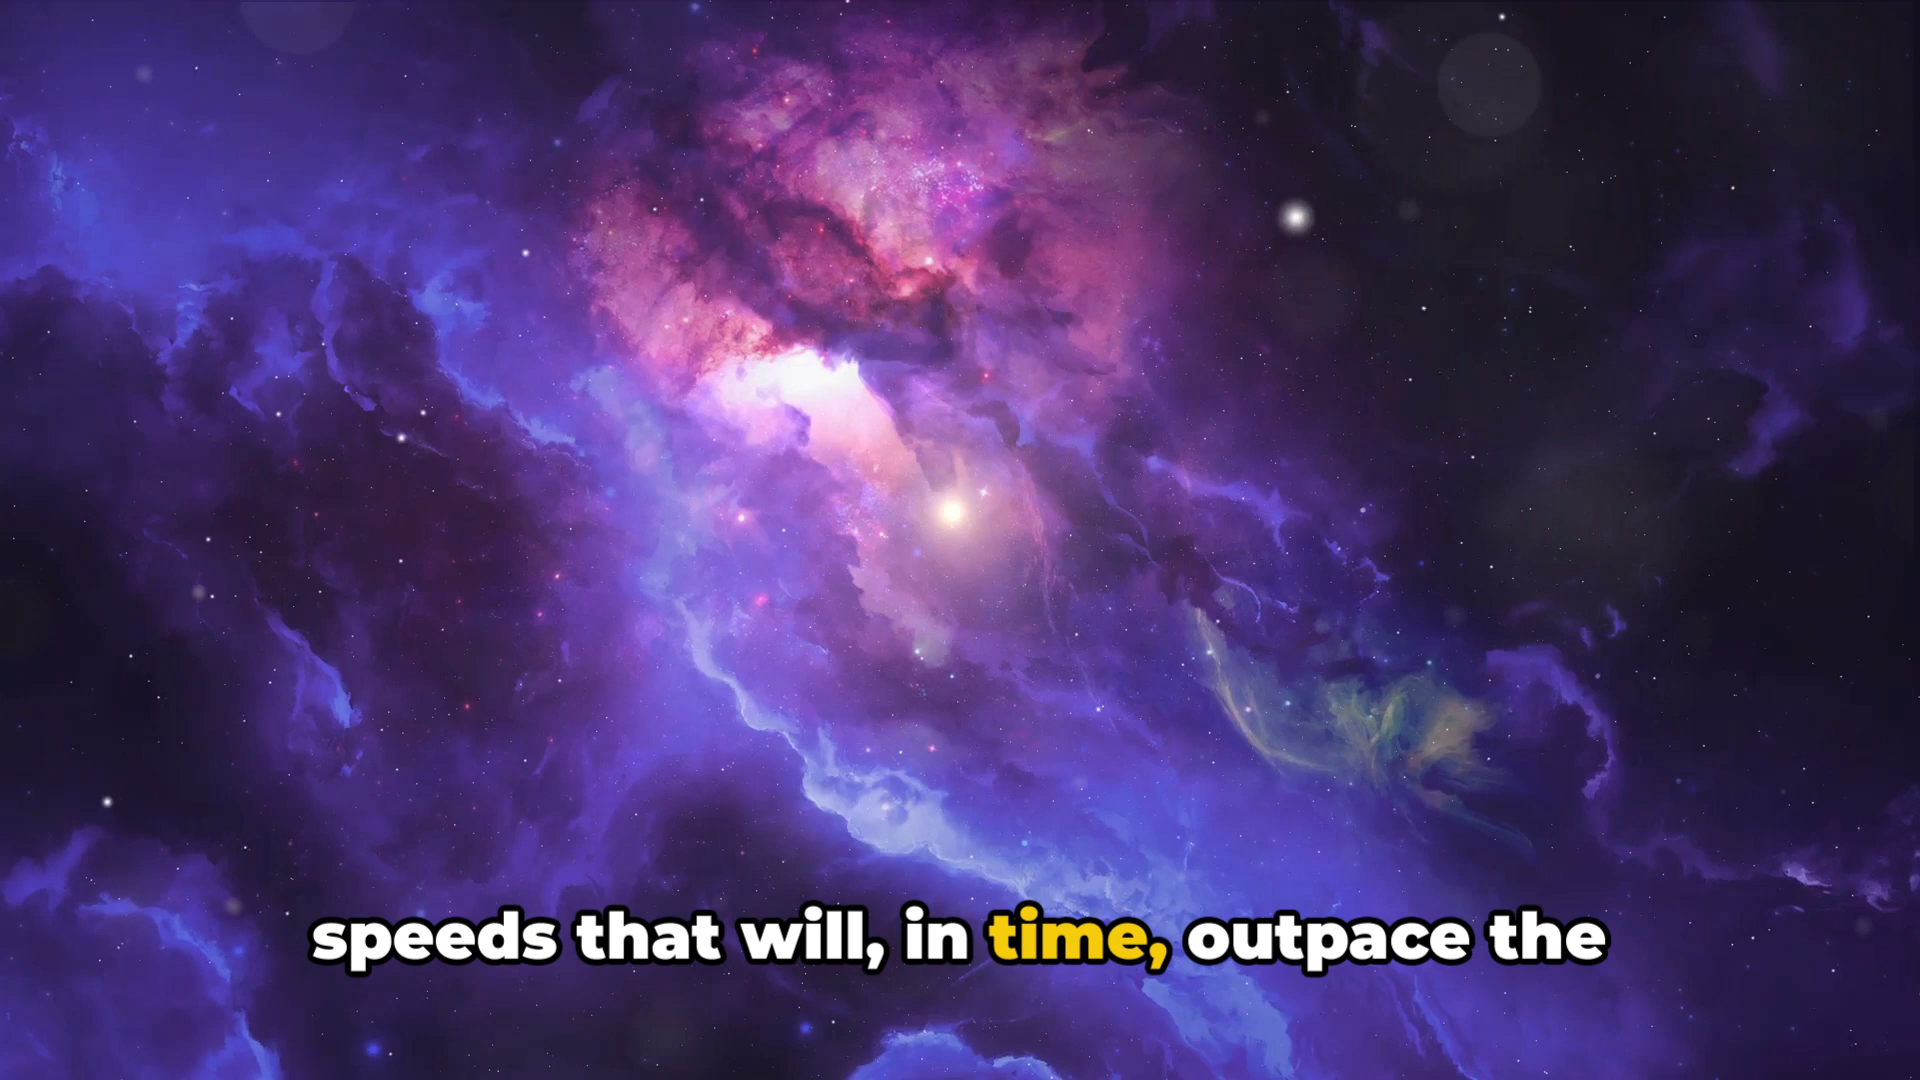 speeds that will, in time, outpace the